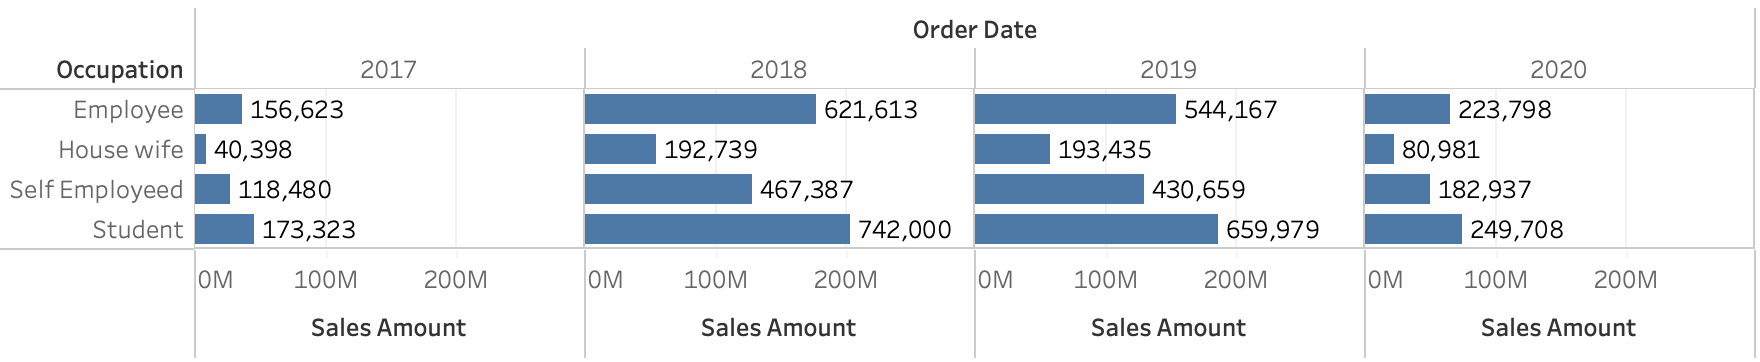 Order Date
Occupation 2017 2018 2019 2020
Employee 156,623 621,613 544,167 223,798
House wife 40,398 192,739 193,435 80,981
Self Employeed 118,480 467,387 430,659 182,937
Student 173,323 742,000 659,979 249,708
0M 100M 200M 0M 100M 200M 0M 100M 200M 0M 100M 200M
Sales Amount Sales Amount Sales Amount Sales Amount